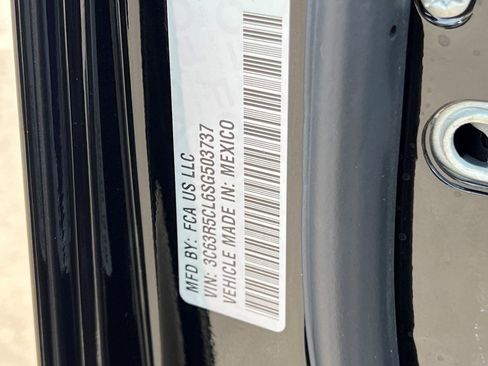 MFD BY: FCA US LLC
VIN: 3C63R5CL6SG503737
VEHICLE MADE IN: MEXICO